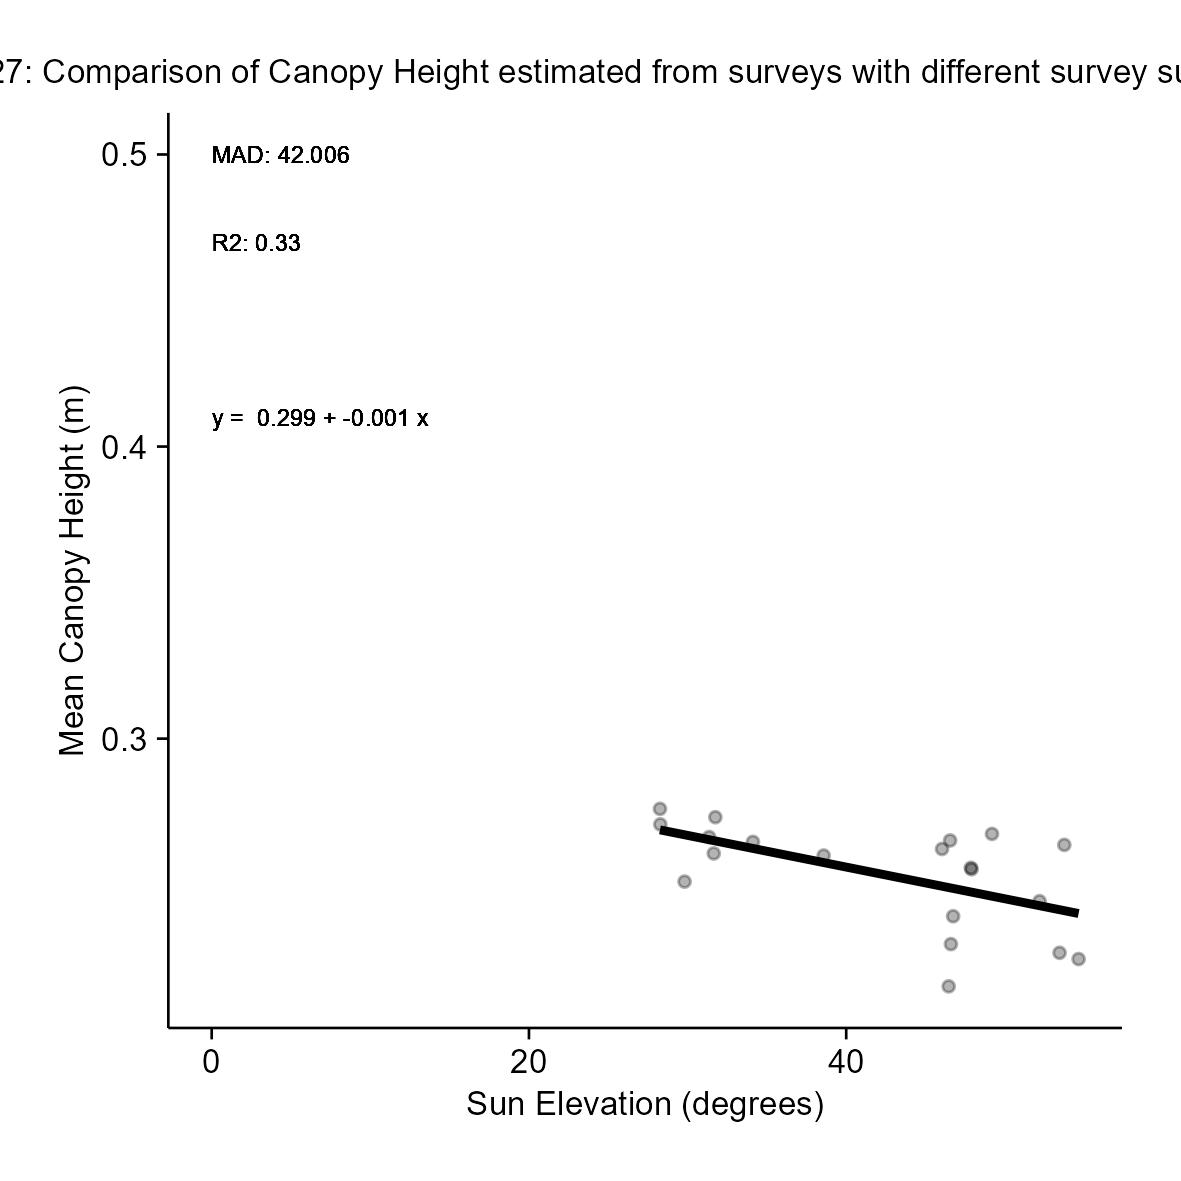 27: Comparison of Canopy Height estimated from surveys with different survey
0.5
MAD: 42.006
R2: 0.33
y =  0.299 + -0.001 x
0.4
0.3
Mean Canopy Height (m)
0 20 40
Sun Elevation (degrees)